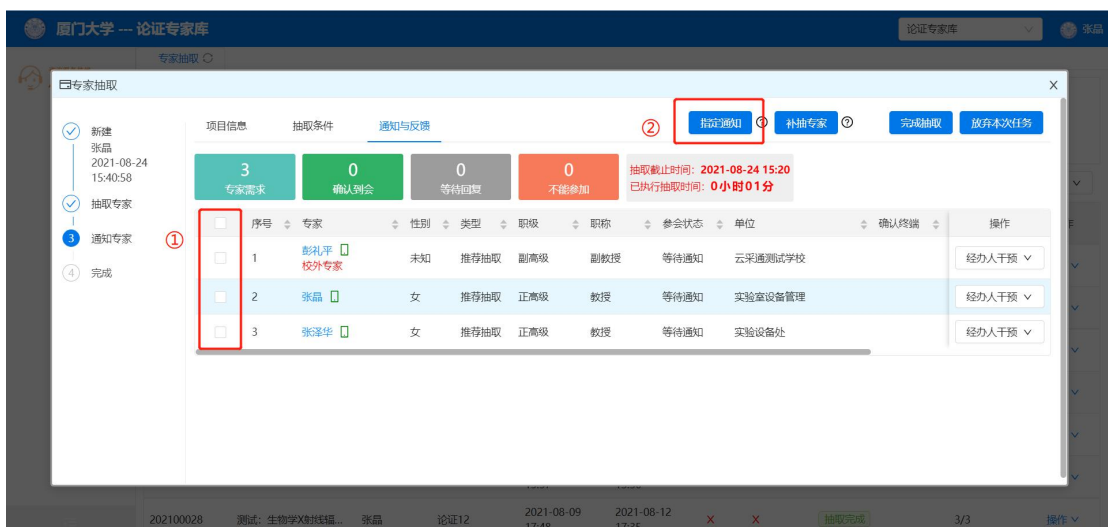 厦门大学 --- 论证专家库
论证专家库
张晶
专家抽取
专家抽取
X
新建
张晶
2021-08-24
15:40:58
抽取专家
3 通知专家
4 完成
项目信息 抽取条件 通知与反馈
② 指定通知 ? 补抽专家 ? 完成抽取 放弃本次任务
3 0 0 0
专家需求 确认到会 等待回复 不能参加
抽取截止时间：2021-08-24 15:20
已执行抽取时间：0小时01分
①
序号 专家 性别 类型 职级 职称 参会状态 单位 确认终端 操作
1 彭礼平 校外专家 未知 推荐抽取 副高级 副教授 等待通知 云采通测试学校 经办人干预
2 张晶 女 推荐抽取 正高级 教授 等待通知 实验室设备管理 经办人干预
3 张泽华 女 推荐抽取 正高级 教授 等待通知 实验设备处 经办人干预
202100028 测试：生物学X射线辐... 张晶 论证12 2021-08-09 2021-08-12 X X 抽取完成 3/3 操作
17:48 17:35